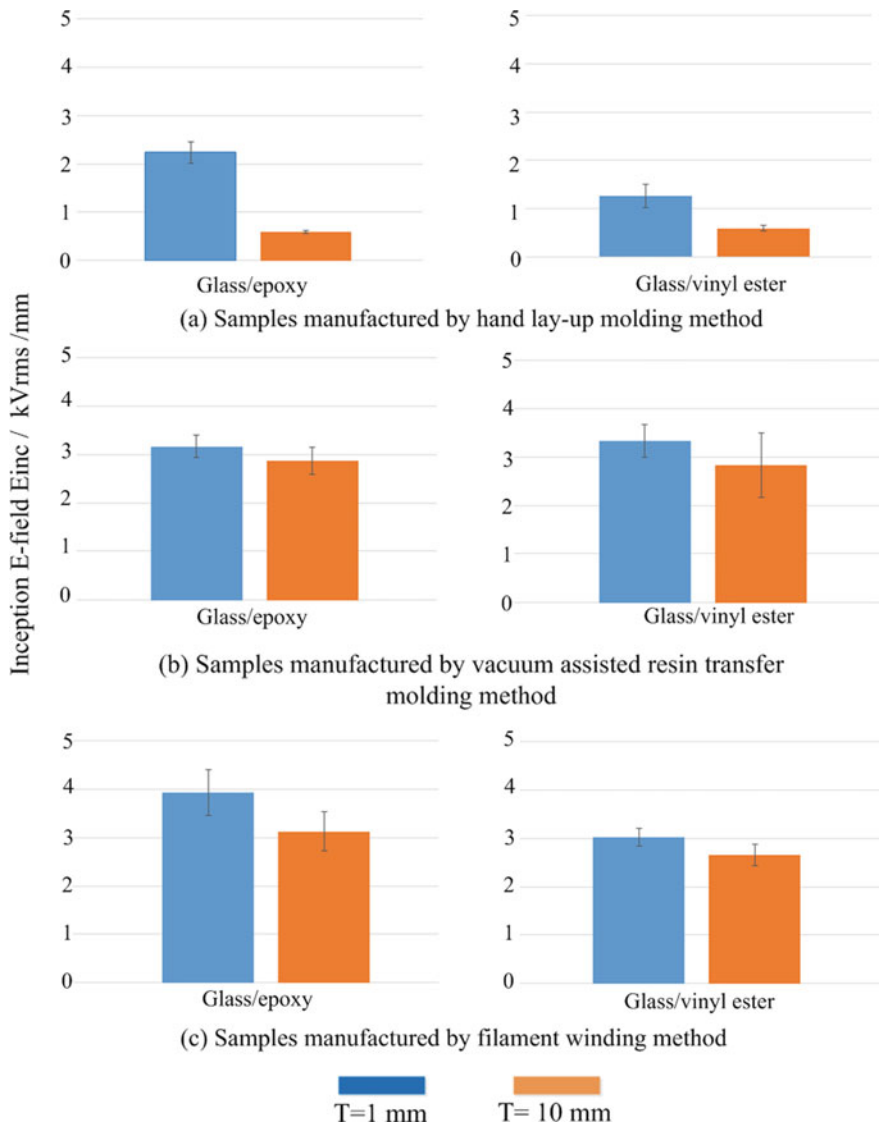 Inception E-field Einc / kVrms /mm
5
4
3
2
1
0
Glass/epoxy
5
4
3
2
1
0
Glass/vinyl ester
(a) Samples manufactured by hand lay-up molding method
5
4
3
2
1
0
Glass/epoxy
5
4
3
2
1
0
Glass/vinyl ester
(b) Samples manufactured by vacuum assisted resin transfer
molding method
5
4
3
2
1
0
Glass/epoxy
5
4
3
2
1
0
Glass/vinyl ester
(c) Samples manufactured by filament winding method
T=1 mm
T= 10 mm